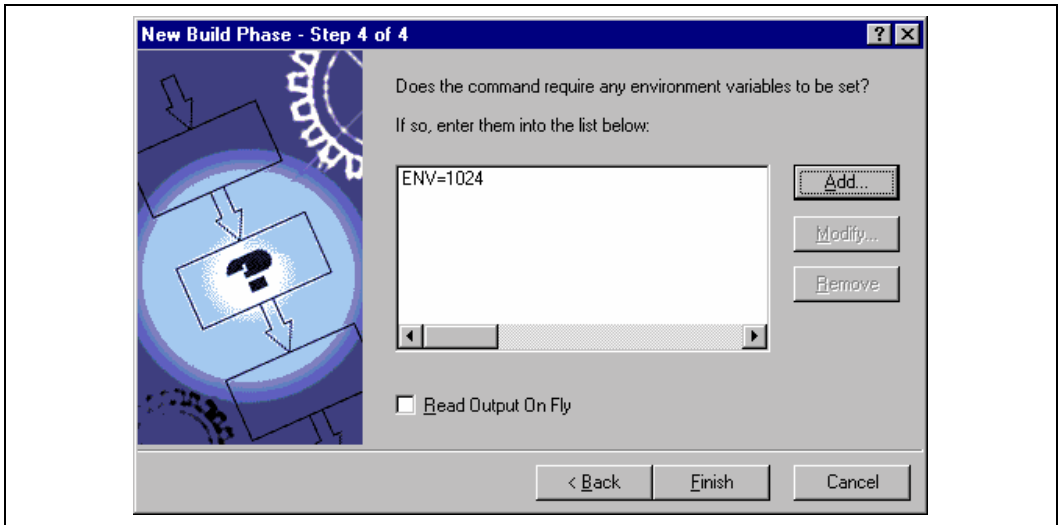 New Build Phase - Step 4 of 4
Does the command require any environment variables to be set?
If so, enter them into the list below:
ENV=1024
Add...
Modify...
Remove
Read Output On Fly
< Back
Finish
Cancel